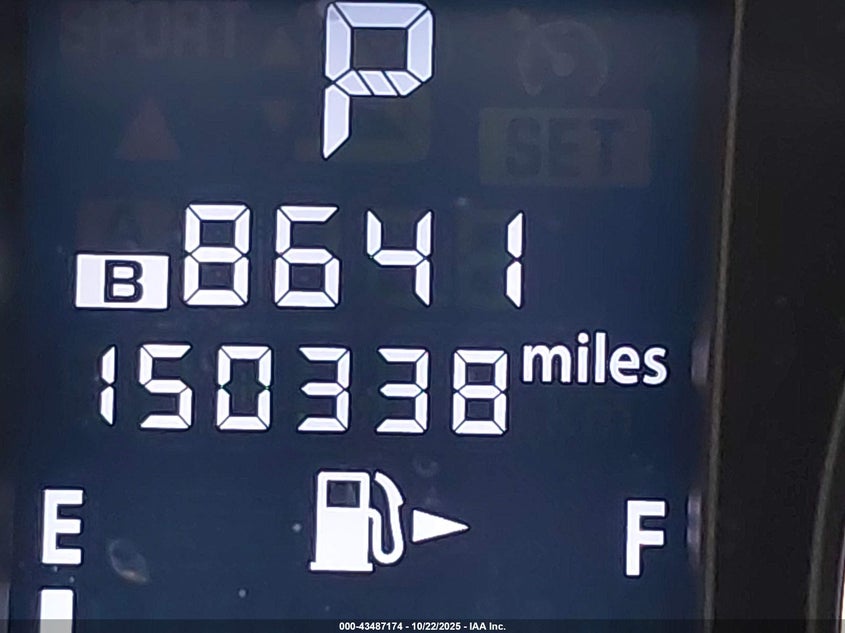 P
SET
B 8641
150338 miles
E F
000-43487174 - 10/22/2025 - IAA Inc.